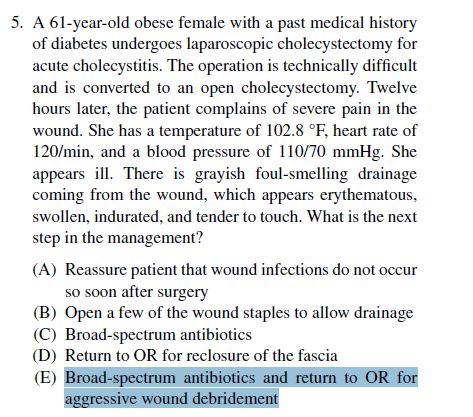 5. A 61-year-old obese female with a past medical history
of diabetes undergoes laparoscopic cholecystectomy for
acute cholecystitis. The operation is technically difficult
and is converted to an open cholecystectomy. Twelve
hours later, the patient complains of severe pain in the
wound. She has a temperature of 102.8 °F, heart rate of
120/min, and a blood pressure of 110/70 mmHg. She
appears ill. There is grayish foul-smelling drainage
coming from the wound, which appears erythematous,
swollen, indurated, and tender to touch. What is the next
step in the management?
(A) Reassure patient that wound infections do not occur
so soon after surgery
(B) Open a few of the wound staples to allow drainage
(C) Broad-spectrum antibiotics
(D) Return to OR for reclosure of the fascia
(E) Broad-spectrum antibiotics and return to OR for
aggressive wound debridement